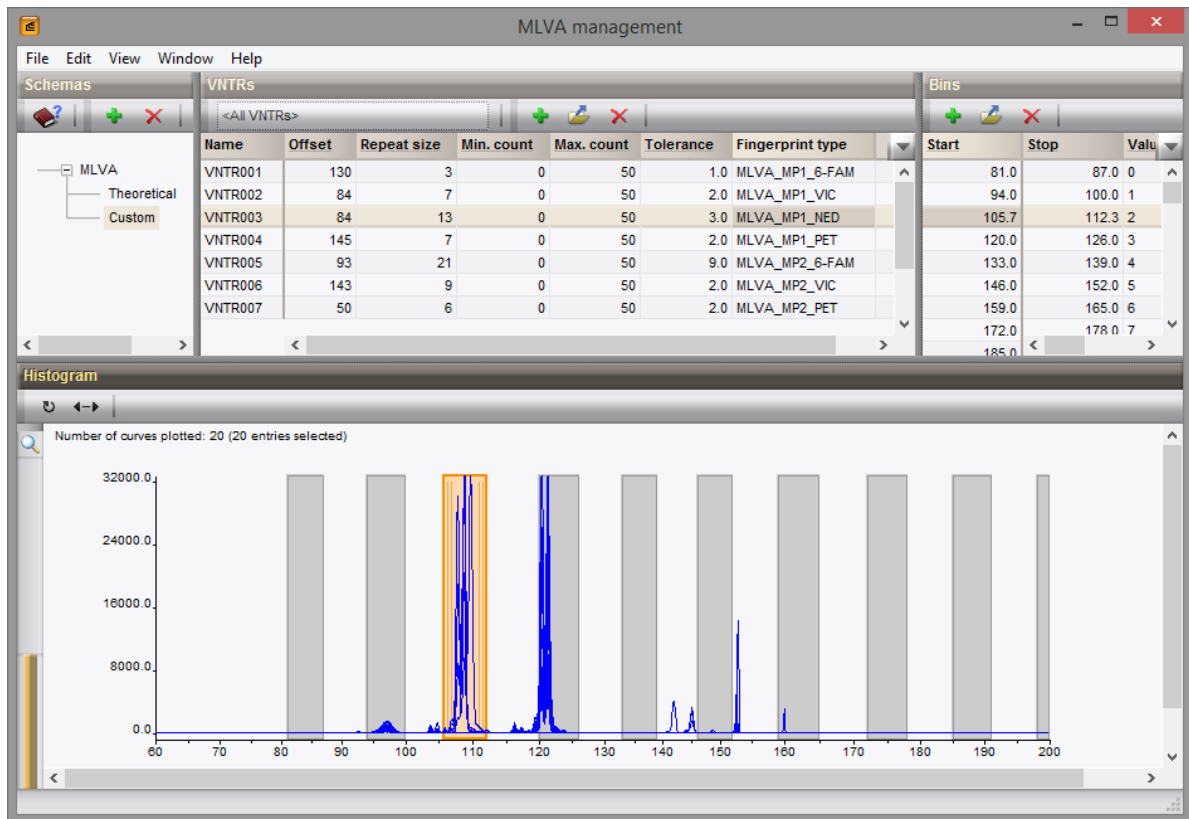 MLVA management
File Edit View Window Help
Schemas
VNTRs
Bins
<All VNTRs>
MLVA
Theoretical
Custom
Name Offset Repeat size Min. count Max. count Tolerance Fingerprint type
VNTR001 130 3 0 50 1.0 MLVA_MP1_6-FAM
VNTR002 84 7 0 50 2.0 MLVA_MP1_VIC
VNTR003 84 13 0 50 3.0 MLVA_MP1_NED
VNTR004 145 7 0 50 2.0 MLVA_MP1_PET
VNTR005 93 21 0 50 9.0 MLVA_MP2_6-FAM
VNTR006 143 9 0 50 2.0 MLVA_MP2_VIC
VNTR007 50 6 0 50 2.0 MLVA_MP2_PET
Start Stop Valu
81.0 87.0 0
94.0 100.0 1
105.7 112.3 2
120.0 126.0 3
133.0 139.0 4
146.0 152.0 5
159.0 165.0 6
172.0 178.0 7
185.0
Histogram
Number of curves plotted: 20 (20 entries selected)
32000.0
24000.0
16000.0
8000.0
0.0
60 70 80 90 100 110 120 130 140 150 160 170 180 190 200